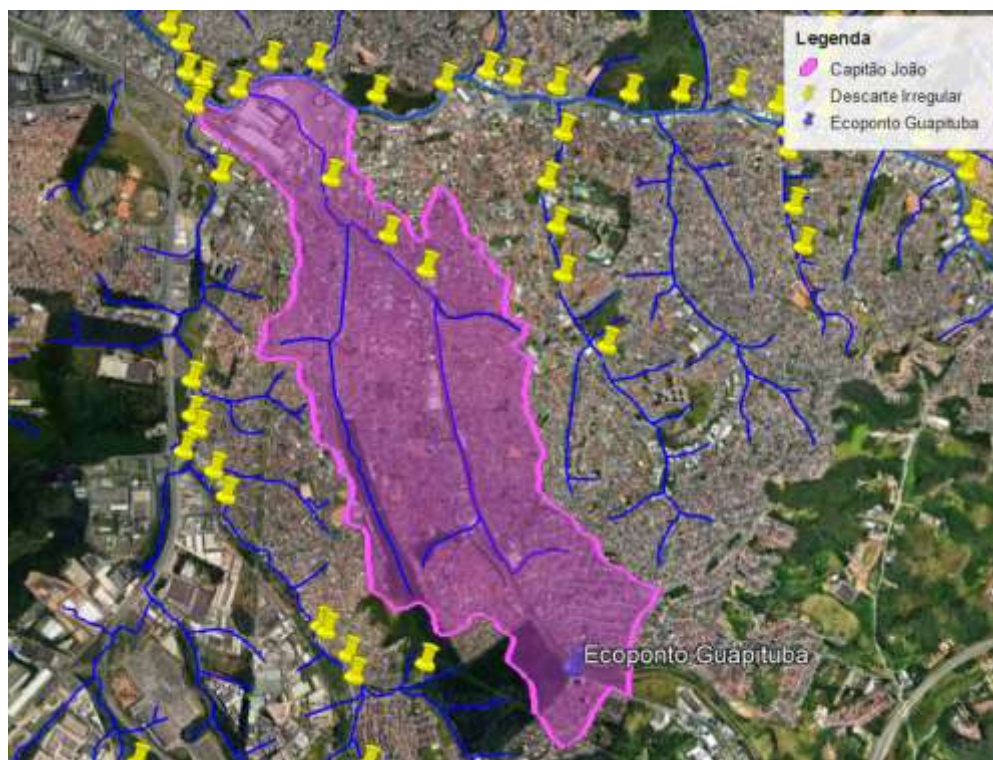 Legenda
Capitão João
Descarte Irregular
Ecoponto Guapituba
Ecoponto Guapituba